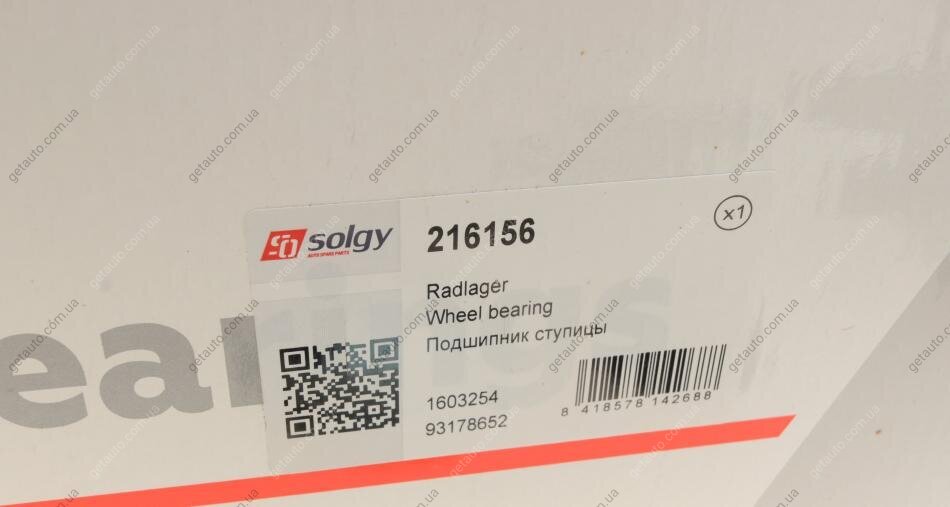 solgy
AUTO SPARE PARTS
216156
x1
Radlager
Wheel bearing
Подшипник ступицы
1603254
93178652
8 418578 142688
earings
getauto.com.ua